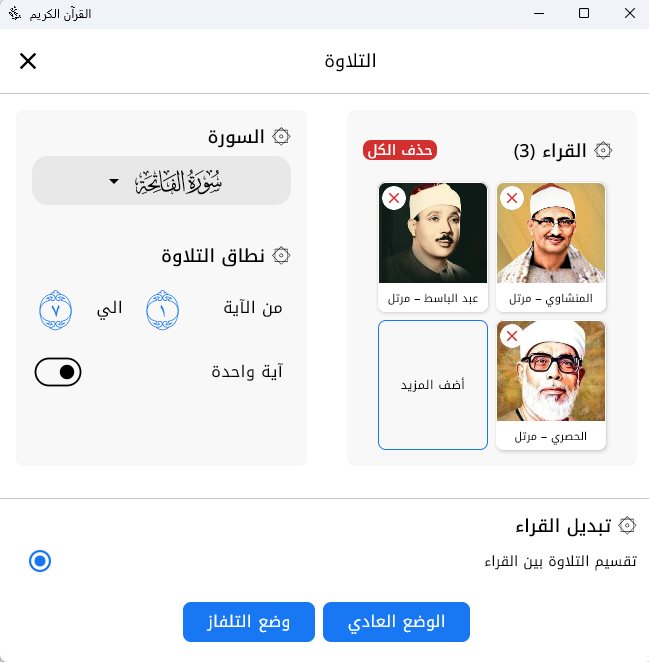 القرآن الكريم
التلاوة
القراء (3)
حذف الكل
المنشاوي – مرتل
عبد الباسط – مرتل
الحصري – مرتل
أضف المزيد
السورة
سُورَةُ الفَاتِحَةِ
نطاق التلاوة
من الآية ١ الي ٧
آية واحدة
تبديل القراء
تقسيم التلاوة بين القراء
الوضع العادي
وضع التلفاز